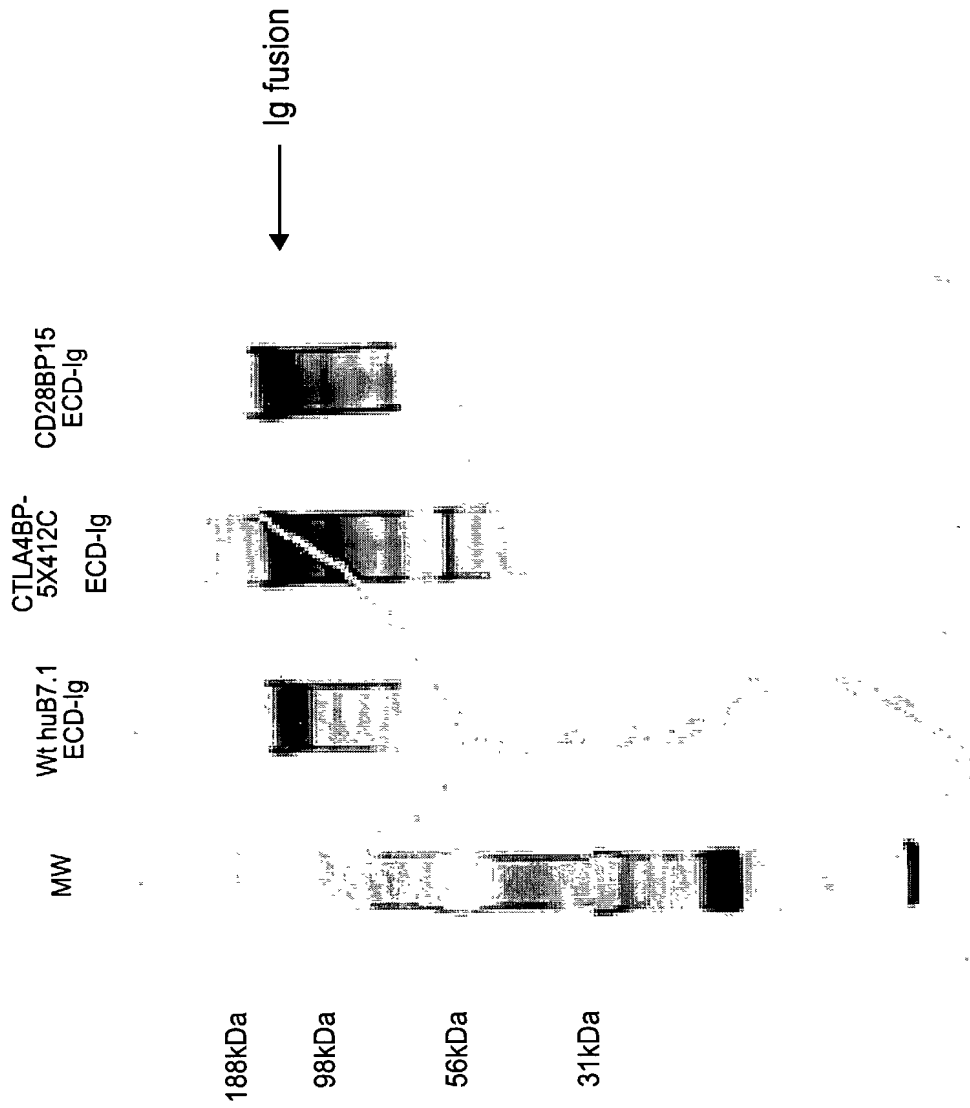 MW
Wt huB7.1
ECD-Ig
CTLA4BP-
5X412C
ECD-Ig
CD28BP15
ECD-Ig
188kDa
98kDa
56kDa
31kDa
Ig fusion